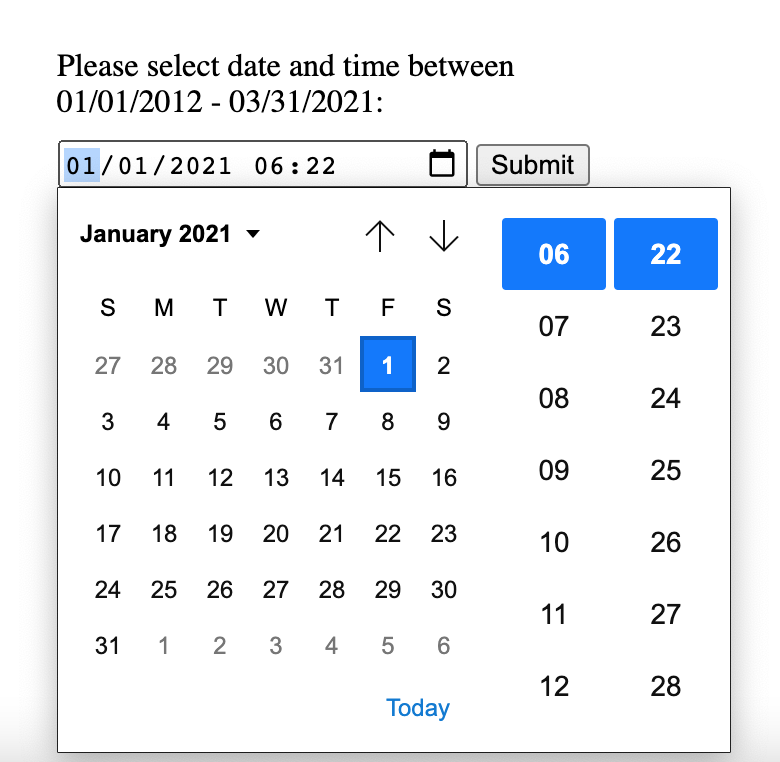 Please select date and time between
01/01/2012 - 03/31/2021:
01/01/2021 06:22 Submit
January 2021
S M T W T F S
27 28 29 30 31 1 2
3 4 5 6 7 8 9
10 11 12 13 14 15 16
17 18 19 20 21 22 23
24 25 26 27 28 29 30
31 1 2 3 4 5 6
Today
06 22
07 23
08 24
09 25
10 26
11 27
12 28